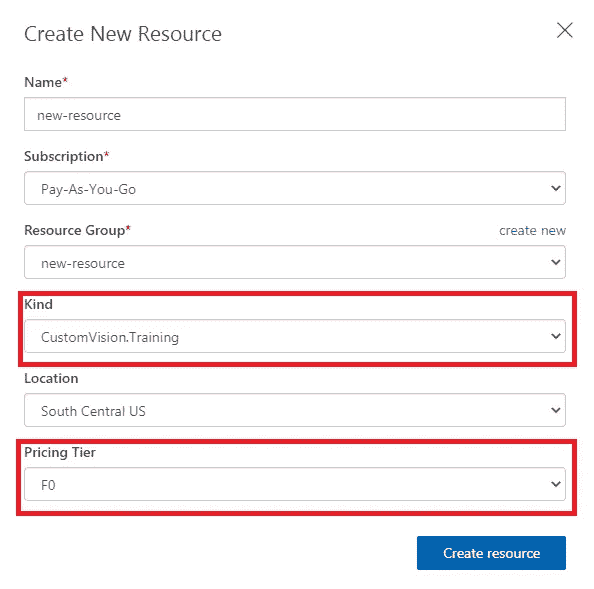 Create New Resource
Name*
new-resource
Subscription*
Pay-As-You-Go
Resource Group* create new
new-resource
Kind
CustomVision.Training
Location
South Central US
Pricing Tier
F0
Create resource